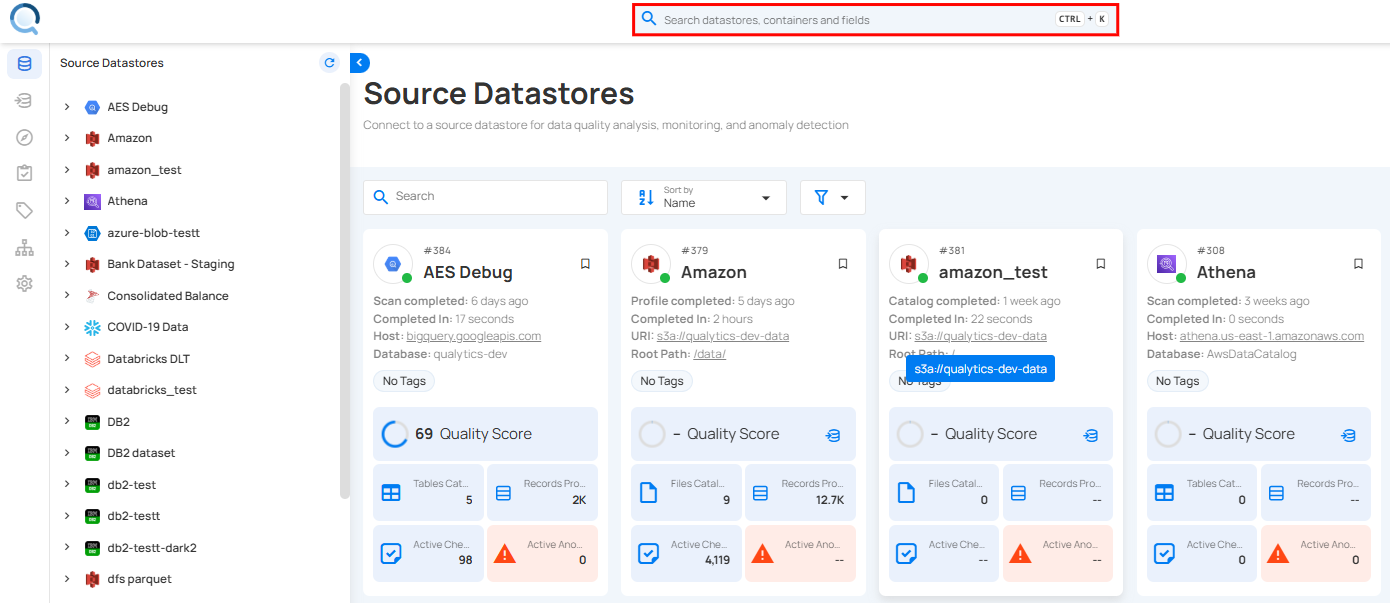 Search datastores, containers and fields CTRL + K
Source Datastores
AES Debug
Amazon
amazon_test
Athena
azure-blob-testt
Bank Dataset - Staging
Consolidated Balance
COVID-19 Data
Databricks DLT
databricks_test
DB2
DB2 dataset
db2-test
db2-testt
db2-testt-dark2
dfs parquet
Source Datastores
Connect to a source datastore for data quality analysis, monitoring, and anomaly detection
Search
Sort by
Name
#384
AES Debug
Scan completed: 6 days ago
Completed In: 17 seconds
Host: bigquery.googleapis.com
Database: qualytics-dev
No Tags
69 Quality Score
Tables Cat...
5
Records Pro...
2K
Active Che...
98
Active Ano...
0
#379
Amazon
Profile completed: 5 days ago
Completed In: 2 hours
URI: s3a://qualytics-dev-data
Root Path: /data/
No Tags
– Quality Score
Files Catal...
9
Records Pro...
12.7K
Active Che...
4,119
Active Ano...
--
#381
amazon_test
Catalog completed: 1 week ago
Completed In: 22 seconds
URI: s3a://qualytics-dev-data
Root Path: /
s3a://qualytics-dev-data
No Tags
– Quality Score
Files Catal...
0
Records Pro...
--
Active Che...
--
Active Ano...
--
#308
Athena
Scan completed: 3 weeks ago
Completed In: 0 seconds
Host: athena.us-east-1.amazonaws.com
Database: AwsDataCatalog
No Tags
– Quality Score
Tables Cat...
0
Records Pro...
--
Active Che...
0
Active Ano...
0